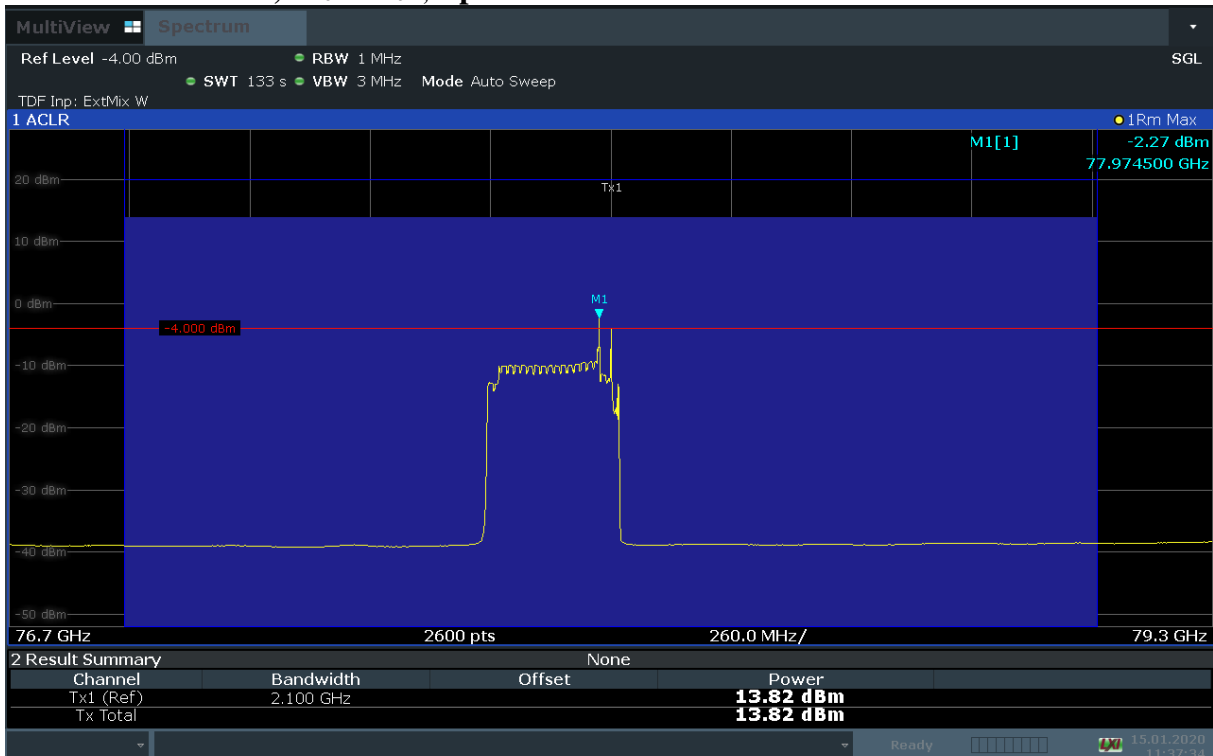 MultiView Spectrum
Ref Level -4.00 dBm RBW 1 MHz SGL
SWT 133 s VBW 3 MHz Mode Auto Sweep
TDF Inp: ExtMix W
1 ACLR 1Rm Max
M1[1] -2.27 dBm
77.974500 GHz
20 dBm
Tx1
10 dBm
0 dBm
M1
-4.000 dBm
-10 dBm
-20 dBm
-30 dBm
-40 dBm
-50 dBm
76.7 GHz 2600 pts 260.0 MHz/ 79.3 GHz
2 Result Summary None
Channel Bandwidth Offset Power
Tx1 (Ref) 2.100 GHz 13.82 dBm
Tx Total 13.82 dBm
Ready LXI 15.01.2020
11:37:34